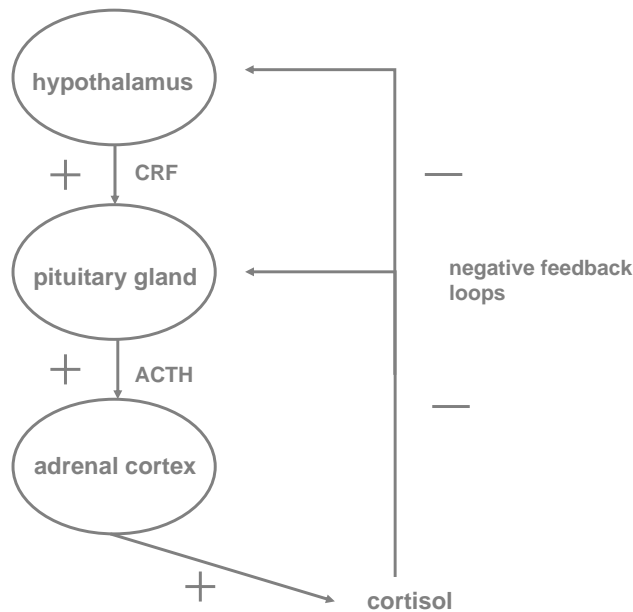 hypothalamus
+
CRF
—
pituitary gland
negative feedback
loops
+
ACTH
—
adrenal cortex
+
cortisol